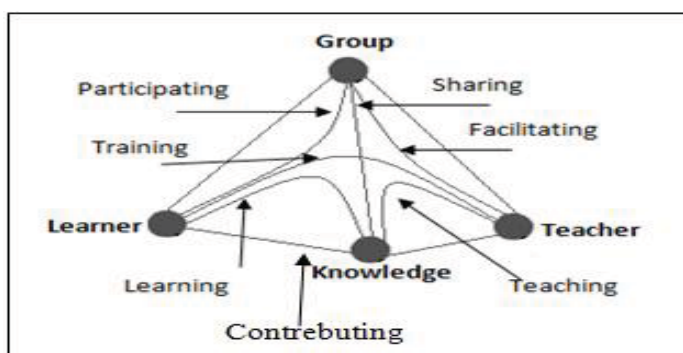 Group
Participating
Sharing
Facilitating
Training
Learner
Teacher
Knowledge
Learning
Teaching
Contrebuting